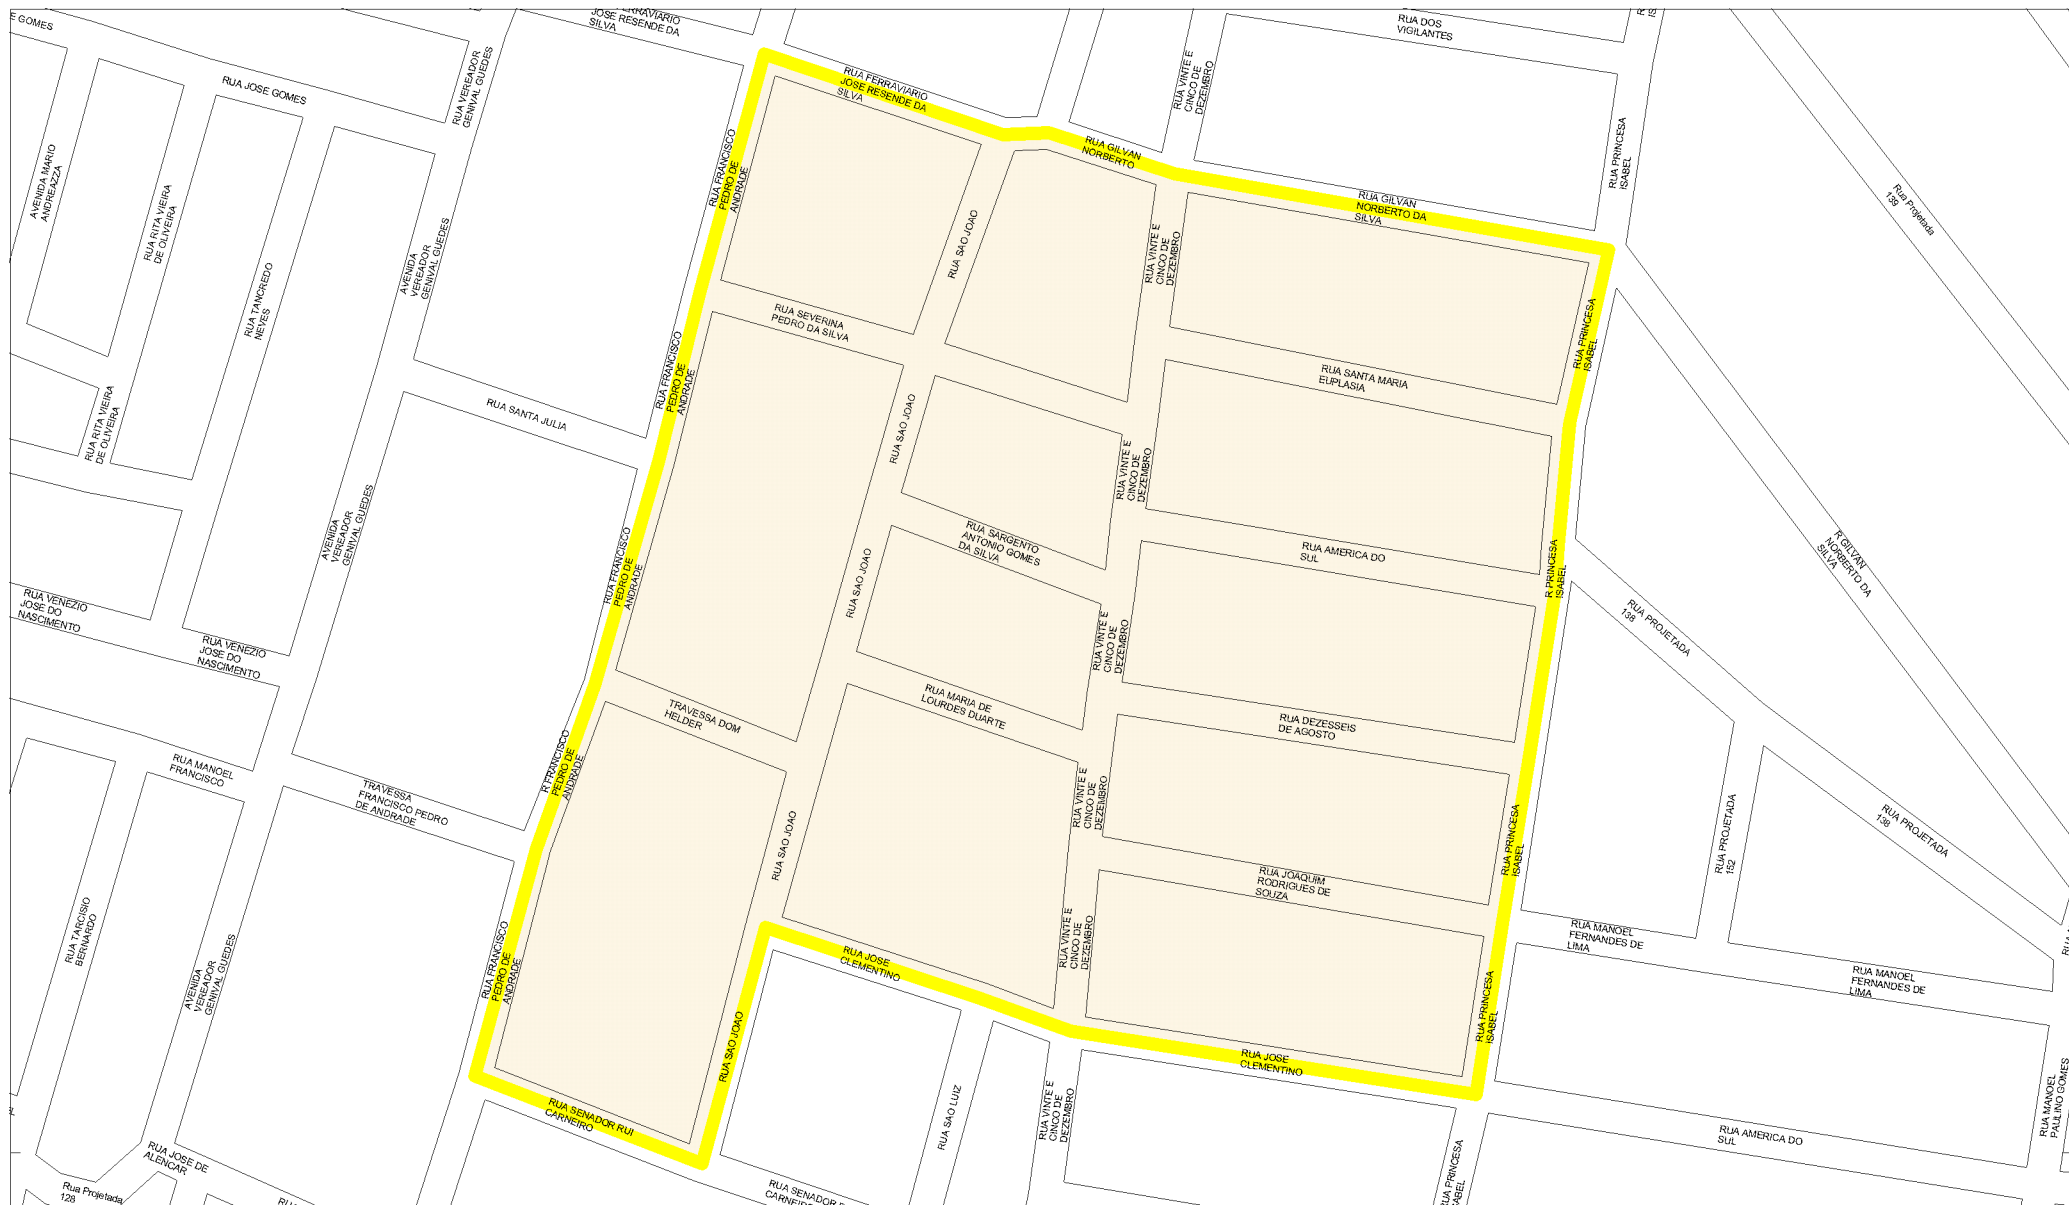 E GOMES
RUA JOSE GOMES
RUA VEREADOR
GENIVAL GUEDES
JOSE RESENDE DA
SILVA
RUA FERRAVIARIO
JOSE RESENDE DA
SILVA
RUA VINTE E
CINCO DE
DEZEMBRO
RUA DOS
VIGILANTES
RUA GILVAN
NORBERTO
RUA PRINCESA
ISABEL
AVENIDA MARIO
ANDREAZZA
RUA RITA VIEIRA
DE OLIVEIRA
RUA FRANCISCO
PEDRO DE
ANDRADE
RUA GILVAN
NORBERTO DA
SILVA
Rua Projetada
139
RUA TANCREDO
NEVES
AVENIDA
VEREADOR
GENIVAL GUEDES
RUA SAO JOAO
RUA VINTE E
CINCO DE
DEZEMBRO
RUA SEVERINA
PEDRO DA SILVA
RUA PRINCESA
ISABEL
RUA FRANCISCO
PEDRO DE
ANDRADE
RUA SANTA MARIA
EUPLASIA
RUA RITA VIEIRA
DE OLIVEIRA
RUA SANTA JULIA
RUA SAO JOAO
RUA VINTE E
CINCO DE
DEZEMBRO
AVENIDA
VEREADOR
GENIVAL GUEDES
RUA FRANCISCO
PEDRO DE
ANDRADE
RUA SARGENTO
ANTONIO GOMES
DA SILVA
RUA AMERICA DO
SUL
R PRINCESA
ISABEL
R GILVAN
NORBERTO DA
SILVA
RUA VENEZIO
JOSE DO
NASCIMENTO
RUA SAO JOAO
RUA VINTE E
CINCO DE
DEZEMBRO
RUA PROJETADA
138
RUA VENEZIO
JOSE DO
NASCIMENTO
TRAVESSA DOM
HELDER
RUA MARIA DE
LOURDES DUARTE
RUA DEZESSEIS
DE AGOSTO
RUA MANOEL
FRANCISCO
TRAVESSA
FRANCISCO PEDRO
DE ANDRADE
R FRANCISCO
PEDRO DE
ANDRADE
RUA SAO JOAO
RUA VINTE E
CINCO DE
DEZEMBRO
RUA PRINCESA
ISABEL
RUA PROJETADA
152
RUA PROJETADA
138
RUA JOAQUIM
RODRIGUES DE
SOUZA
RUA TARCISIO
BERNARDO
AVENIDA
VEREADOR
GENIVAL GUEDES
RUA FRANCISCO
PEDRO DE
ANDRADE
RUA JOSE
CLEMENTINO
RUA VINTE E
CINCO DE
DEZEMBRO
RUA MANOEL
FERNANDES DE
LIMA
RUA MANOEL
FERNANDES DE
LIMA
RUA PRINCESA
ISABEL
RUA SAO JOAO
RUA JOSE
CLEMENTINO
RUA SENADOR RUI
CARNEIRO
RUA SAO LUIZ
RUA VINTE E
CINCO DE
DEZEMBRO
RUA AMERICA DO
SUL
RUA MANOEL
PAULINO GOMES
RUA JOSE DE
ALENCAR
Rua Projetada
128
RUA SENADOR